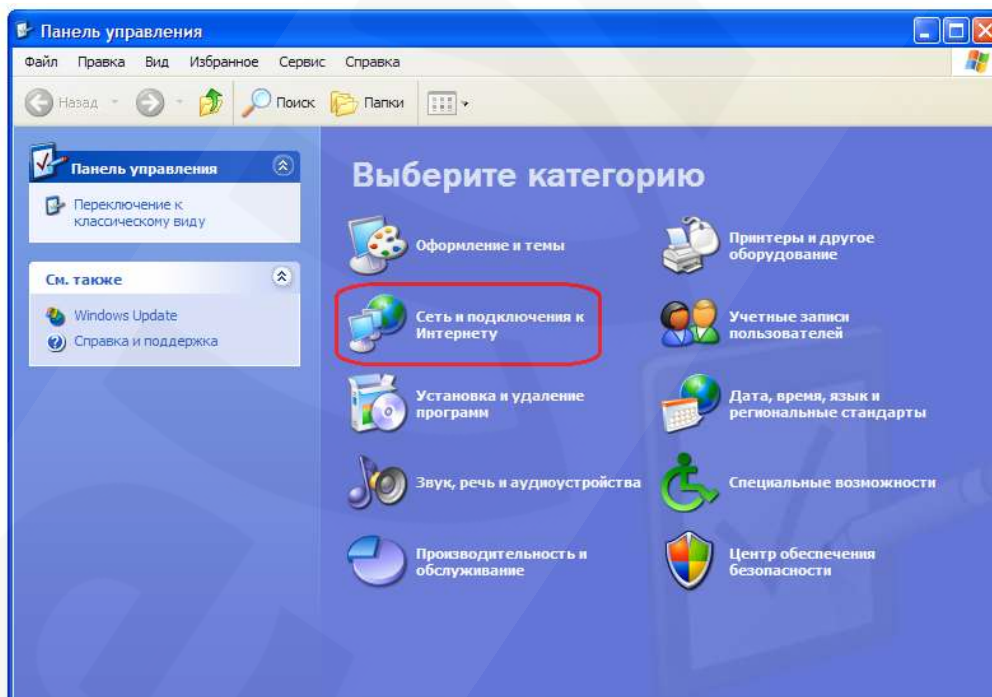 Панель управления
Файл Правка Вид Избранное Сервис Справка
Назад Поиск Папки
Панель управления
Переключение к
классическому виду
См. также
Windows Update
Справка и поддержка
Выберите категорию
Оформление и темы
Принтеры и другое
оборудование
Сеть и подключения к
Интернету
Учетные записи
пользователей
Установка и удаление
программ
Дата, время, язык и
региональные стандарты
Звук, речь и аудиоустройства
Специальные возможности
Производительность и
обслуживание
Центр обеспечения
безопасности